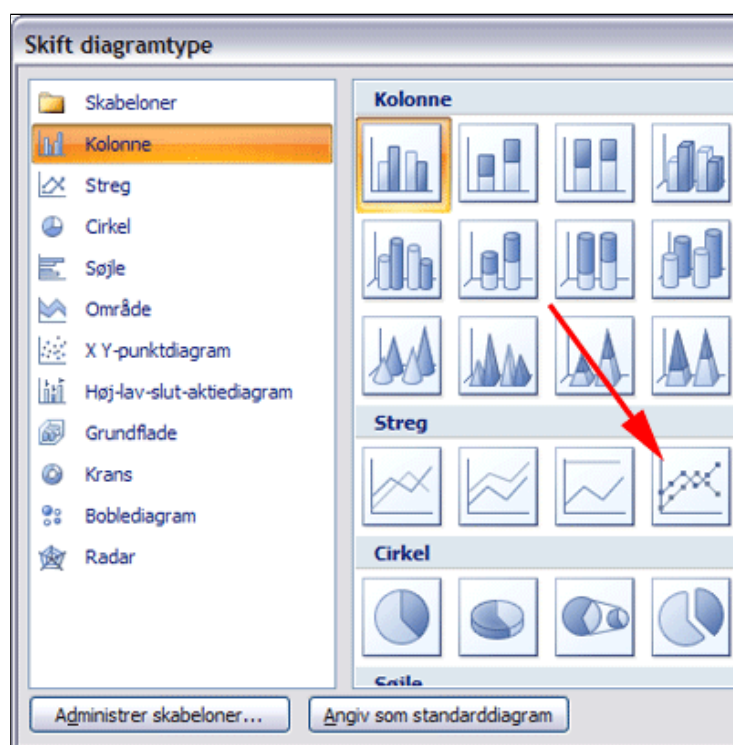 Skift diagramtype
Skabeloner
Kolonne
Streg
Cirkel
Søjle
Område
X Y-punktdiagram
Høj-lav-slut-aktiediagram
Grundflade
Krans
Boblediagram
Radar
Kolonne
Streg
Cirkel
Søjle
Administrer skabeloner...
Angiv som standarddiagram